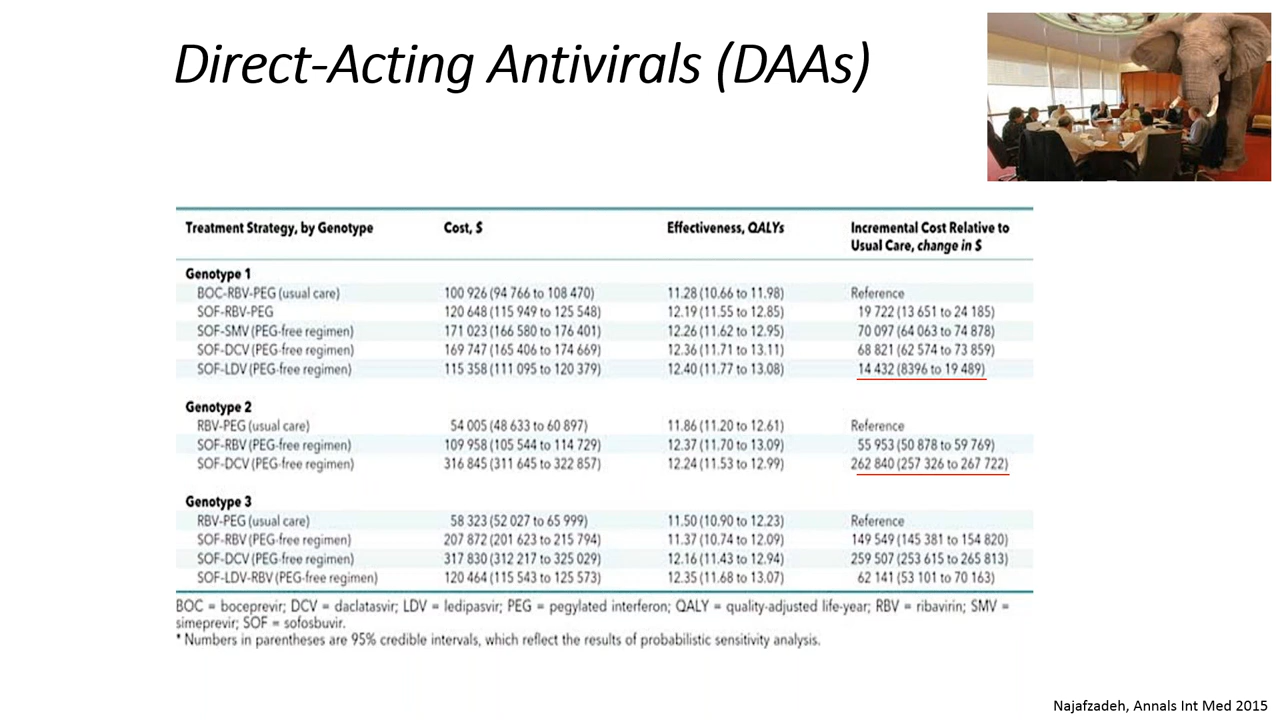 Direct-Acting Antivirals (DAAs)
Treatment Strategy, by Genotype Cost, $ Effectiveness, QALYs Incremental Cost Relative to
Usual Care, change in $
Genotype 1
BOC-RBV-PEG (usual care) 100 926 (94 766 to 108 470) 11.28 (10.66 to 11.98) Reference
SOF-RBV-PEG 120 648 (115 949 to 125 548) 12.19 (11.55 to 12.85) 19 722 (13 651 to 24 185)
SOF-SMV (PEG-free regimen) 171 023 (166 580 to 176 401) 12.26 (11.62 to 12.95) 70 097 (64 063 to 74 878)
SOF-DCV (PEG-free regimen) 169 747 (165 406 to 174 669) 12.36 (11.71 to 13.11) 68 821 (62 574 to 73 859)
SOF-LDV (PEG-free regimen) 115 358 (111 095 to 120 379) 12.40 (11.77 to 13.08) 14 432 (8396 to 19 489)
Genotype 2
RBV-PEG (usual care) 54 005 (48 633 to 60 897) 11.86 (11.20 to 12.61) Reference
SOF-RBV (PEG-free regimen) 109 958 (105 544 to 114 729) 12.37 (11.70 to 13.09) 55 953 (50 878 to 59 769)
SOF-DCV (PEG-free regimen) 316 845 (311 645 to 322 857) 12.24 (11.53 to 12.99) 262 840 (257 326 to 267 722)
Genotype 3
RBV-PEG (usual care) 58 323 (52 027 to 65 999) 11.50 (10.90 to 12.23) Reference
SOF-RBV (PEG-free regimen) 207 872 (201 623 to 215 794) 11.37 (10.74 to 12.09) 149 549 (145 381 to 154 820)
SOF-DCV (PEG-free regimen) 317 830 (312 217 to 325 029) 12.16 (11.43 to 12.94) 259 507 (253 615 to 265 813)
SOF-LDV-RBV (PEG-free regimen) 120 464 (115 543 to 125 573) 12.35 (11.68 to 13.07) 62 141 (53 101 to 70 163)
BOC = boceprevir; DCV = daclatasvir; LDV = ledipasvir; PEG = pegylated interferon; QALY = quality-adjusted life-year; RBV = ribavirin; SMV =
simeprevir; SOF = sofosbuvir.
* Numbers in parentheses are 95% credible intervals, which reflect the results of probabilistic sensitivity analysis.
Najafzadeh, Annals Int Med 2015